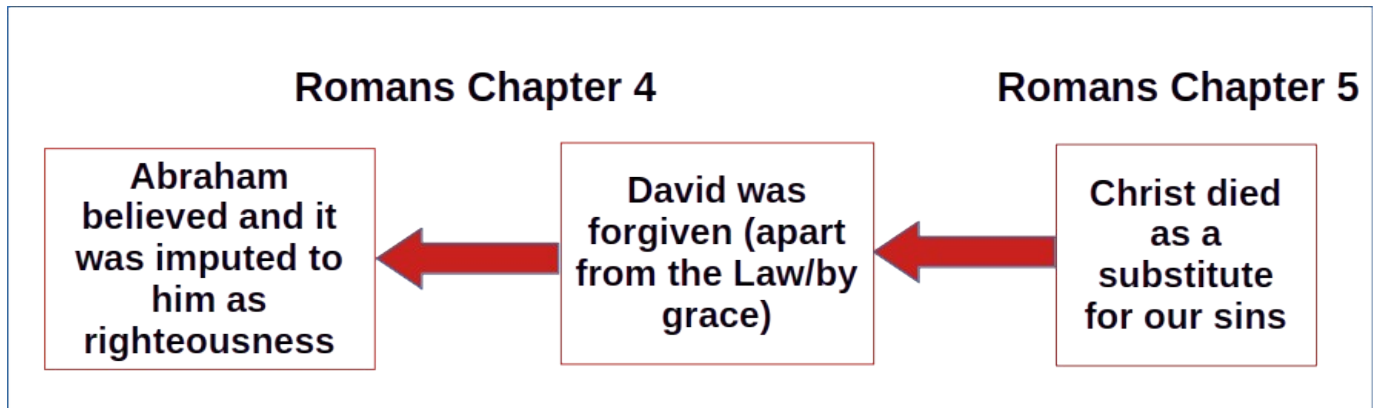 Romans Chapter 4
Romans Chapter 5
Abraham
believed and it
was imputed to
him as
righteousness
David was
forgiven (apart
from the Law/by
grace)
Christ died
as a
substitute
for our sins